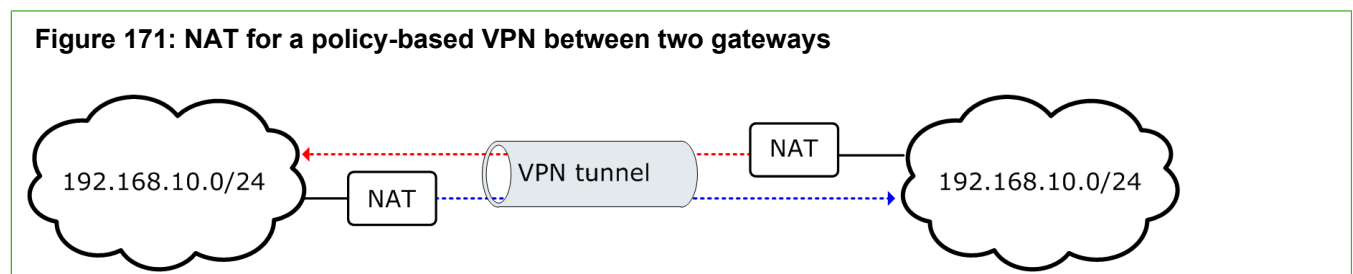 Figure 171: NAT for a policy-based VPN between two gateways
NAT
VPN tunnel
192.168.10.0/24
192.168.10.0/24
NAT